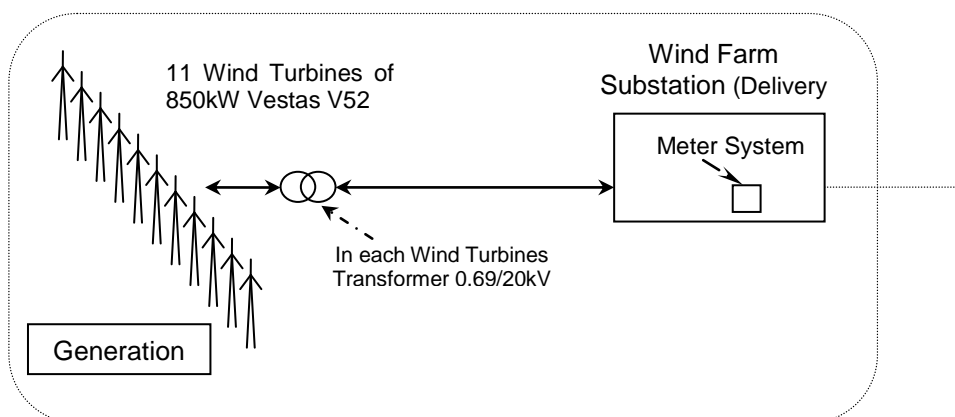 11 Wind Turbines of
850kW Vestas V52
Wind Farm
Substation (Delivery
Meter System
In each Wind Turbines
Transformer 0.69/20kV
Generation